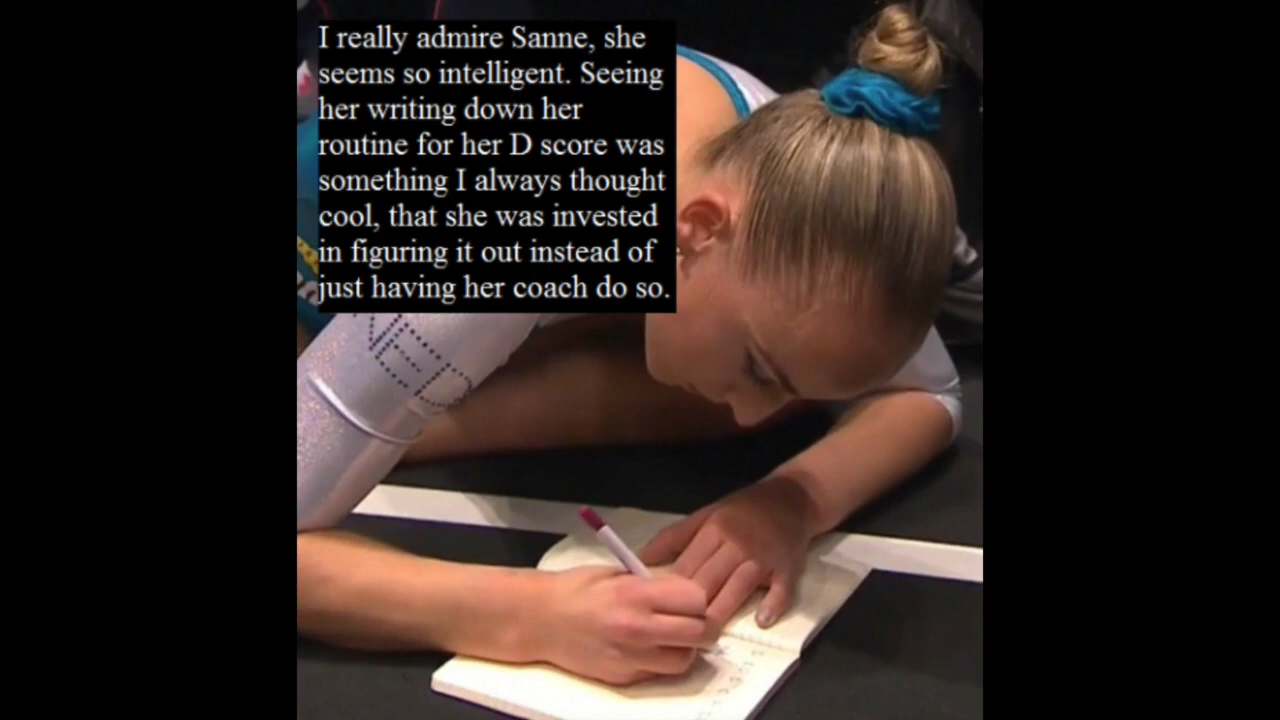 I really admire Sanne, she
seems so intelligent. Seeing
her writing down her
routine for her D score was
something I always thought
cool, that she was invested
in figuring it out instead of
just having her coach do so.
NED